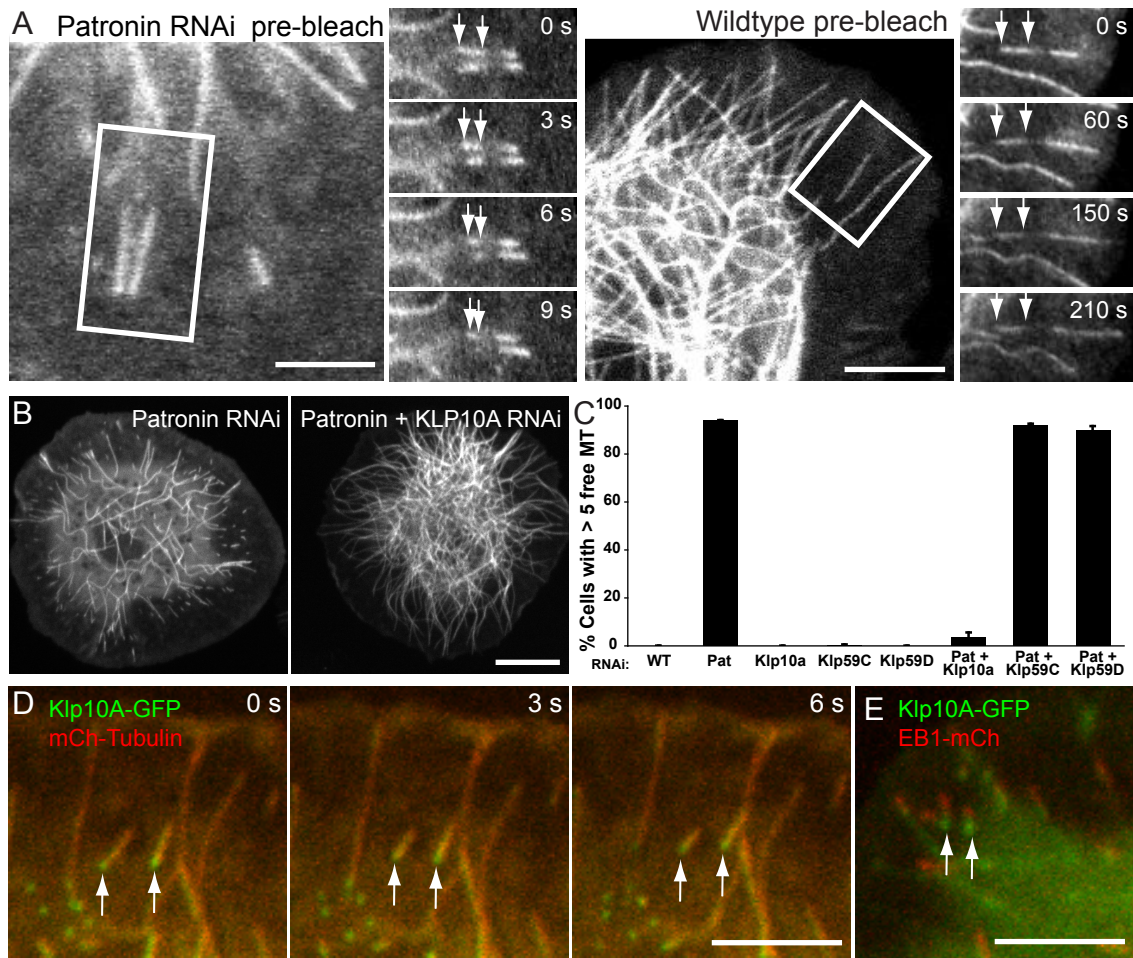 A
Patronin RNAi pre-bleach
0 s
3 s
6 s
9 s
Wildtype pre-bleach
0 s
60 s
150 s
210 s
B
Patronin RNAi
Patronin + KLP10A RNAi
C
% Cells with > 5 free MT
100
80
60
40
20
0
RNAi:
WT
Pat
Klp10a
Klp59C
Klp59D
Pat +
Klp10a
Pat +
Klp59C
Pat +
Klp59D
D
Klp10A-GFP
mCh-Tubulin
0 s
3 s
6 s
E
Klp10A-GFP
EB1-mCh